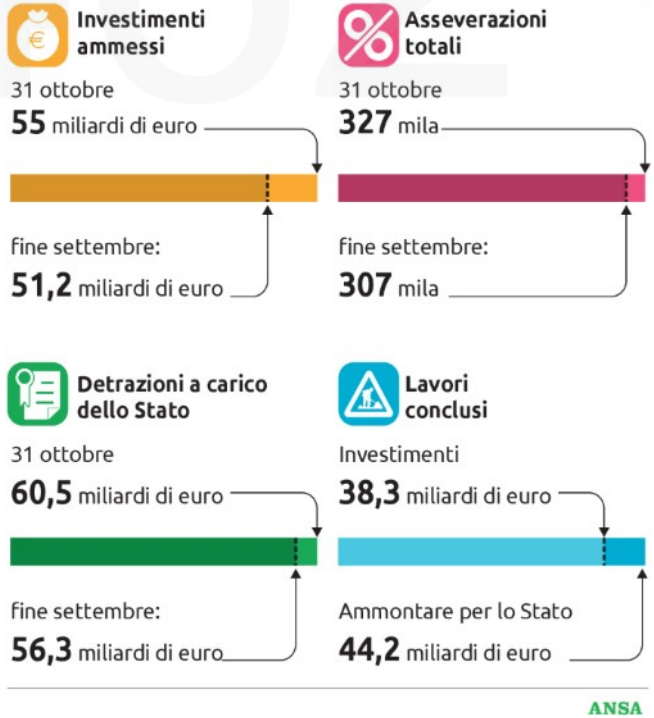 Investimenti
ammessi
31 ottobre
55 miliardi di euro
fine settembre:
51,2 miliardi di euro
Asseverazioni
totali
31 ottobre
327 mila
fine settembre:
307 mila
Detrazioni a carico
dello Stato
31 ottobre
60,5 miliardi di euro
fine settembre:
56,3 miliardi di euro
Lavori
conclusi
Investimenti
38,3 miliardi di euro
Ammontare per lo Stato
44,2 miliardi di euro
ANSA